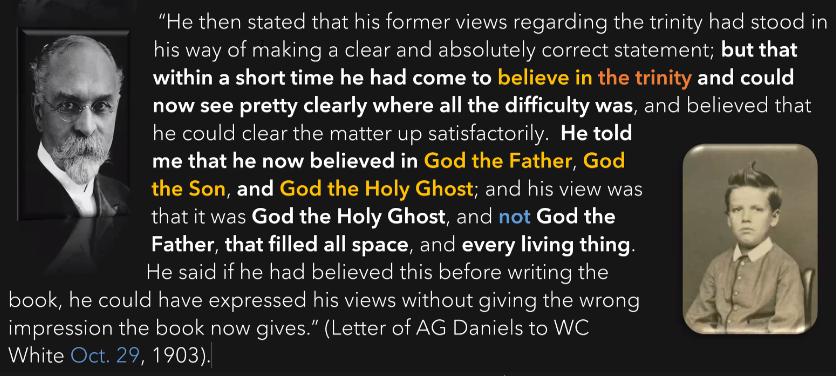 “He then stated that his former views regarding the trinity had stood in
his way of making a clear and absolutely correct statement; but that
within a short time he had come to believe in the trinity and could
now see pretty clearly where all the difficulty was, and believed that
he could clear the matter up satisfactorily. He told
me that he now believed in God the Father, God
the Son, and God the Holy Ghost; and his view was
that it was God the Holy Ghost, and not God the
Father, that filled all space, and every living thing.
He said if he had believed this before writing the
book, he could have expressed his views without giving the wrong
impression the book now gives.” (Letter of AG Daniels to WC
White Oct. 29, 1903).